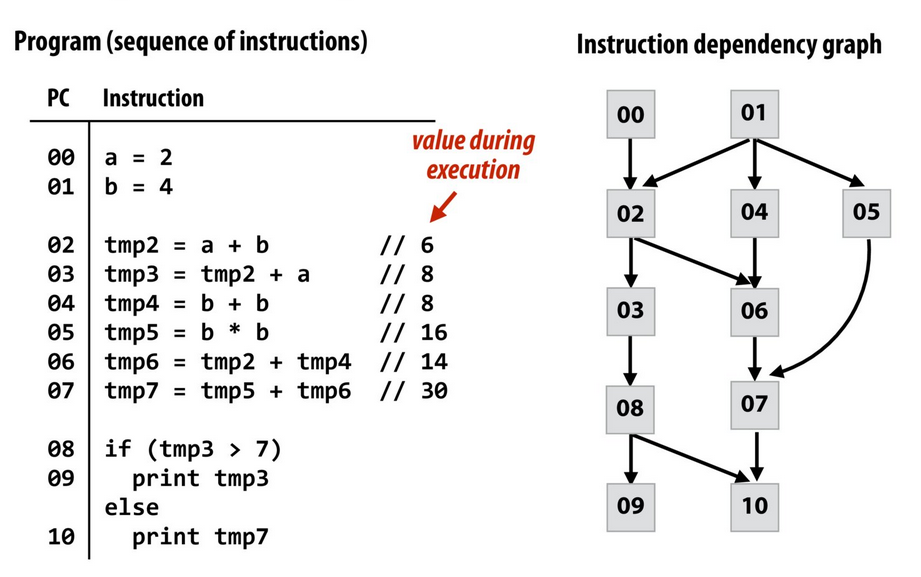 Program (sequence of instructions)
PC Instruction
value during
execution
00 a = 2
01 b = 4
02 tmp2 = a + b // 6
03 tmp3 = tmp2 + a // 8
04 tmp4 = b + b // 8
05 tmp5 = b * b // 16
06 tmp6 = tmp2 + tmp4 // 14
07 tmp7 = tmp5 + tmp6 // 30
08 if (tmp3 > 7)
09 print tmp3
else
10 print tmp7
Instruction dependency graph
00 01
02 04 05
03 06
08 07
09 10